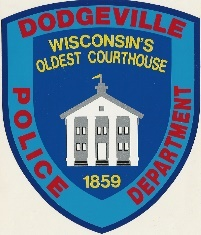 DODGEVILLE
WISCONSIN'S
OLDEST COURTHOUSE
1859
POLICE
DEPARTMENT